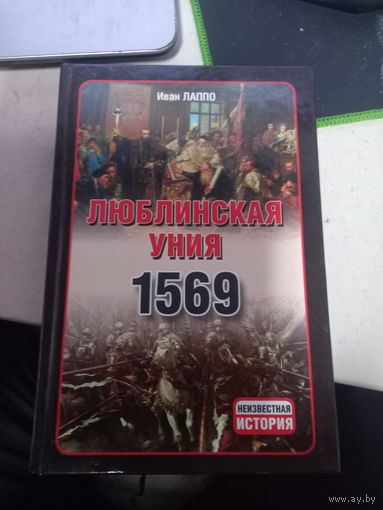 Иван ЛАППО
ЛЮБЛИНСКАЯ
УНИЯ
1569
НЕИЗВЕСТНАЯ
ИСТОРИЯ
www.ay.by